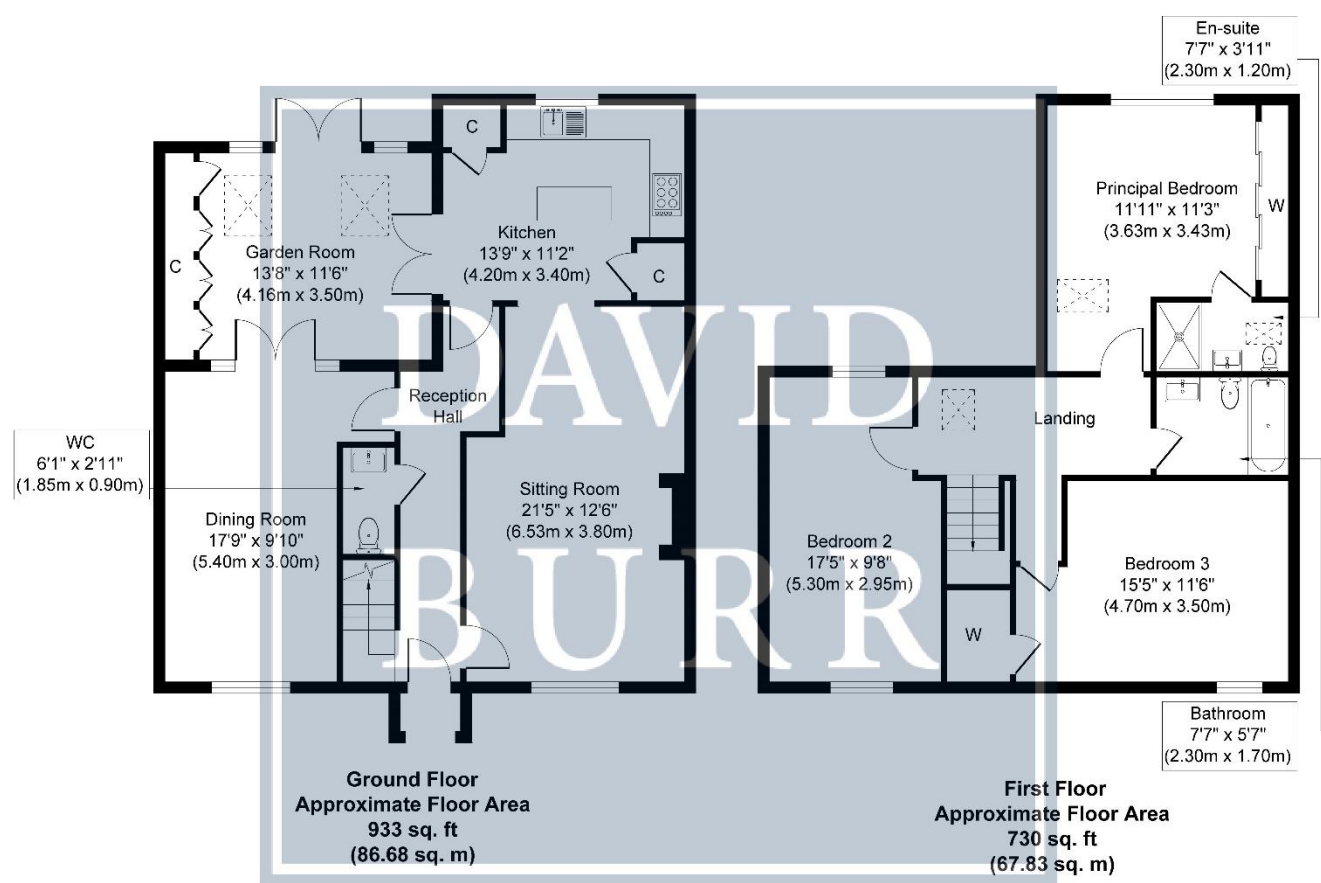 En-suite
7'7" x 3'11"
(2.30m x 1.20m)
C
Principal Bedroom
11'11" x 11'3"
(3.63m x 3.43m)
W
Kitchen
13'9" x 11'2"
(4.20m x 3.40m)
C
Garden Room
13'8" x 11'6"
(4.16m x 3.50m)
C
DAVID
BURR
Reception
Hall
Landing
WC
6'1" x 2'11"
(1.85m x 0.90m)
Sitting Room
21'5" x 12'6"
(6.53m x 3.80m)
Dining Room
17'9" x 9'10"
(5.40m x 3.00m)
Bedroom 2
17'5" x 9'8"
(5.30m x 2.95m)
Bedroom 3
15'5" x 11'6"
(4.70m x 3.50m)
W
Bathroom
7'7" x 5'7"
(2.30m x 1.70m)
Ground Floor
Approximate Floor Area
933 sq. ft
(86.68 sq. m)
First Floor
Approximate Floor Area
730 sq. ft
(67.83 sq. m)